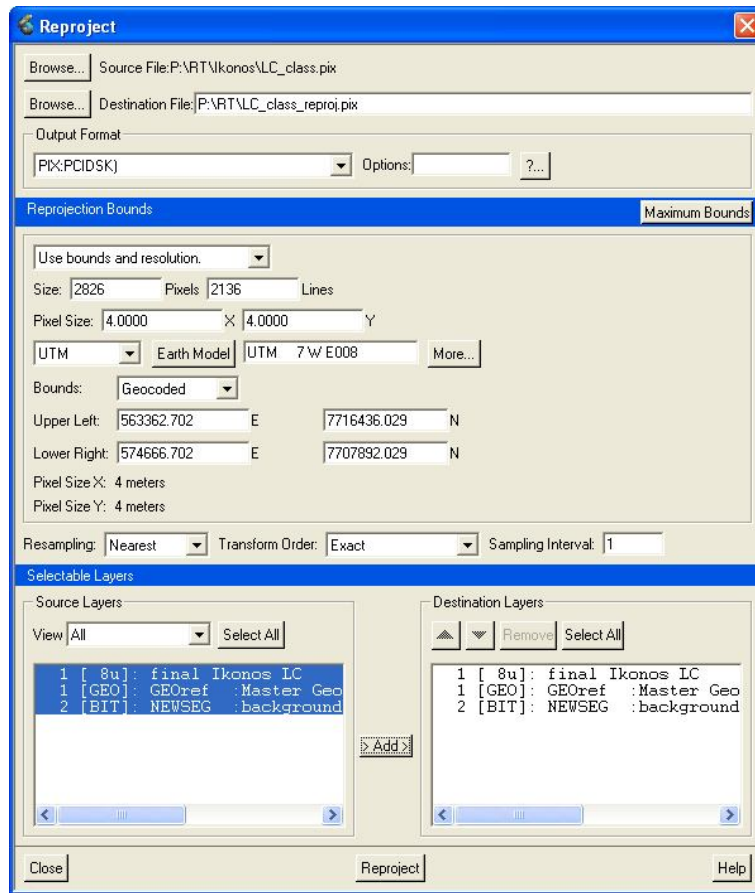 Reproject
Browse... Source File:P:\RT\Ikonos\LC_class.pix
Browse... Destination File: P:\RT\LC_class_reproj.pix
Output Format
PIX:PCIDSK) Options: ?...
Reprojection Bounds Maximum Bounds
Use bounds and resolution.
Size: 2826 Pixels 2136 Lines
Pixel Size: 4.0000 X 4.0000 Y
UTM Earth Model UTM 7 W E008 More...
Bounds: Geocoded
Upper Left: 563362.702 E 7716436.029 N
Lower Right: 574666.702 E 7707892.029 N
Pixel Size X: 4 meters
Pixel Size Y: 4 meters
Resampling: Nearest Transform Order: Exact Sampling Interval: 1
Selectable Layers
Source Layers
View All Select All
1 [ 8u]: final Ikonos LC
1 [GEO]: GEOref :Master Geo
2 [BIT]: NEWSEG :background
> Add >
Destination Layers
Remove Select All
1 [ 8u]: final Ikonos LC
1 [GEO]: GEOref :Master Geo
2 [BIT]: NEWSEG :background
Close Reproject Help